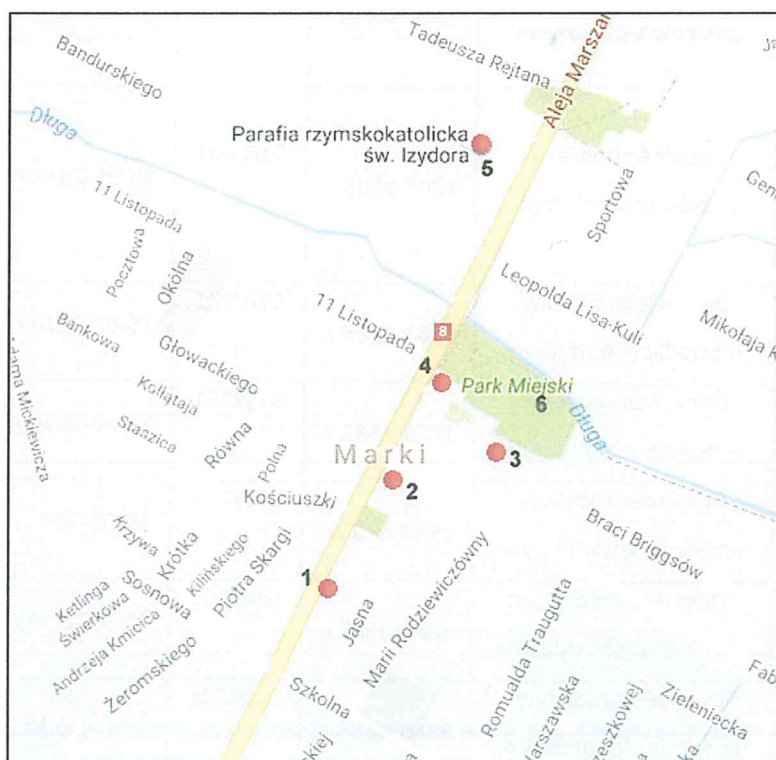 Tadeusza Rejtana
Aleja Marszał
Bandurskiego
Długa
Parafia rzymskokatolicka
św. Izydora
5
Sportowa
11 Listopada
Pocztowa
Okólna
Leopolda Lisa-Kuli
Mikołaja K
11 Listopada
8
Bankowa
Głowackiego
4
Park Miejski
6
Długa
Kołłątaja
Staszica
Równa
Polna
Marki
3
2
Kościuszki
Krzywa
Krótka
Kilińskiego
Piotra Skargi
Braci Briggsów
1
Ketlinga
Świerkowa
Sosnowa
Andrzeja Kmicica
Żeromskiego
Jasna
Marii Rodziewiczówny
Romualda Traugutta
Szkolna
Zieleniecka
Fab